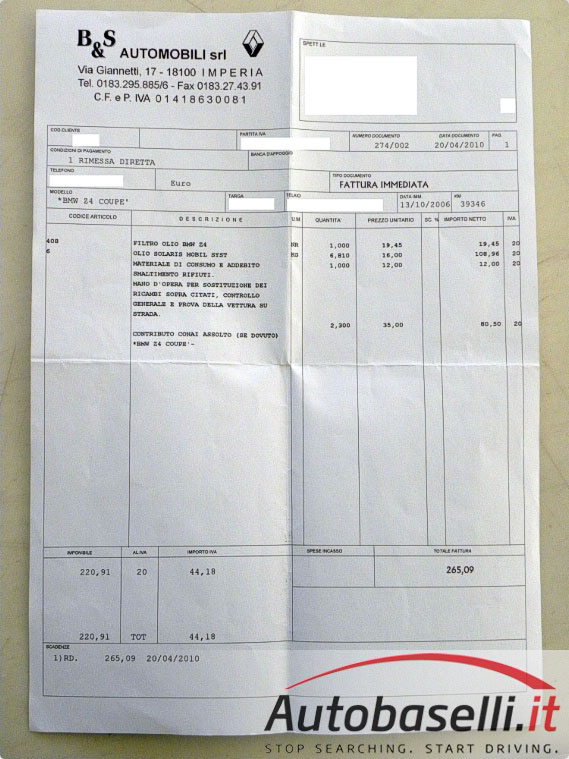 B&S AUTOMOBILI srl
Via Giannetti, 17 - 18100 IMPERIA
Tel. 0183.295.885/6 - Fax 0183.27.43.91
C.F. e P. IVA 01418630081
SPETT.LE
COD.CLIENTE PARTITA IVA NUMERO DOCUMENTO DATA DOCUMENTO PAG.
274/002 20/04/2010 1
CONDIZIONI DI PAGAMENTO BANCA D'APPOGGIO
1 RIMESSA DIRETTA
TELEFONO TIPO DOCUMENTO
Euro FATTURA IMMEDIATA
MODELLO TARGA TELAIO DATA IMM. KM
*BMW Z4 COUPE' 13/10/2006 39346
CODICE ARTICOLO DESCRIZIONE U.M. QUANTITA' PREZZO UNITARIO SC. % IMPORTO NETTO IVA
408 FILTRO OLIO BMW Z4 NR 1,000 19,45 19,45 20
6 OLIO SOLARIS MOBIL SYST 6,810 16,00 108,96 20
MATERIALE DI CONSUMO E ADDEBITO 1,000 12,00 12,00 20
SMALTIMENTO RIFIUTI.
MANO D'OPERA PER SOSTITUZIONE DEI
RICAMBI SOPRA CITATI, CONTROLLO
GENERALE E PROVA DELLA VETTURA SU
STRADA.
2,300 35,00 80,50 20
CONTRIBUTO CONAI ASSOLTO (SE DOVUTO)
*BMW Z4 COUPE'-
IMPONIBILE AL.IVA IMPORTO IVA SPESE INCASSO TOTALE FATTURA
220,91 20 44,18 265,09
220,91 TOT 44,18
SCADENZE
1)RD. 265,09 20/04/2010
Autobaselli.it
STOP SEARCHING. START DRIVING.